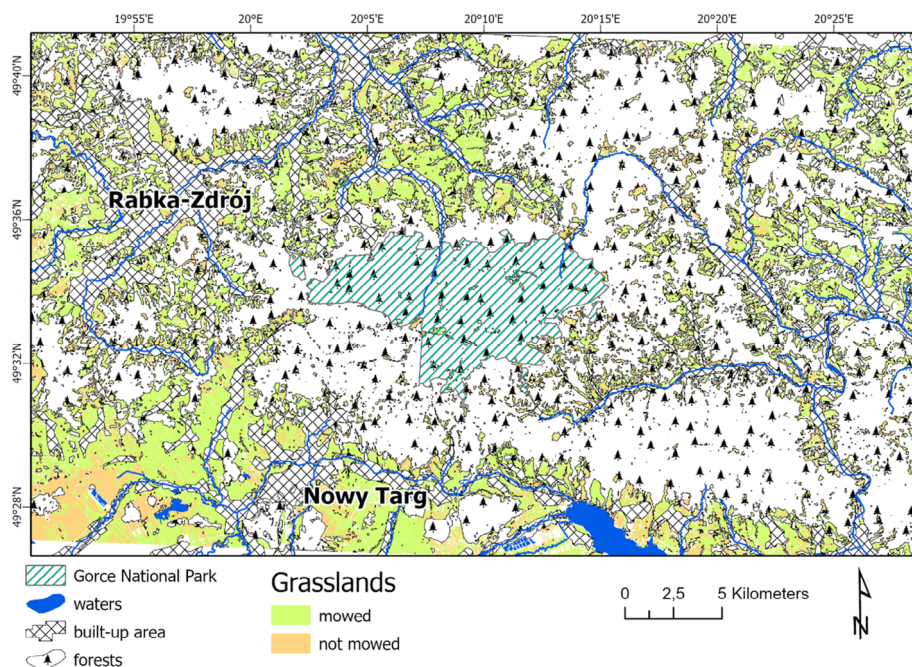 19°55'E 20°0'E 20°5'E 20°10'E 20°15'E 20°20'E 20°25'E
49°40'N
Rabka-Zdrój
49°36'N
49°32'N
Nowy Targ
49°28'N
Gorce National Park
waters
built-up area
forests
Grasslands
mowed
not mowed
0 2,5 5 Kilometers
N